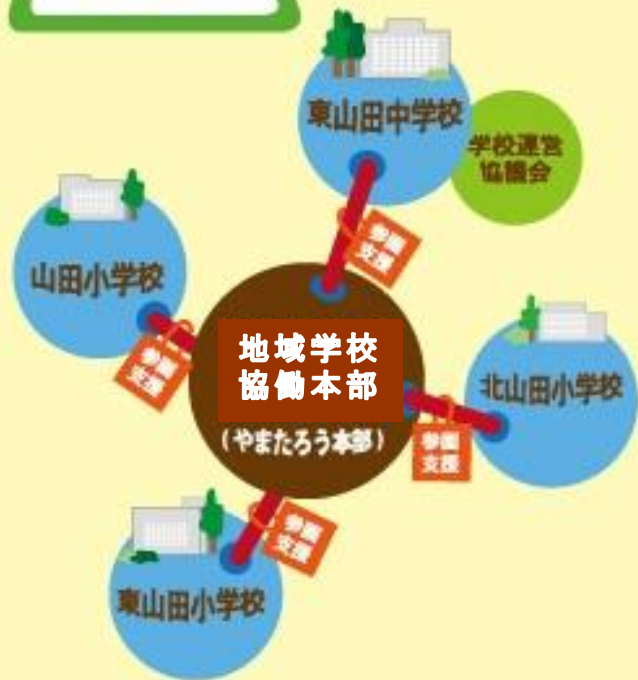 東山田中学校
学校運営
協議会
参画
支援
山田小学校
参画
支援
地域学校
協働本部
(やまたろう本部)
北山田小学校
参画
支援
参画
支援
東山田小学校